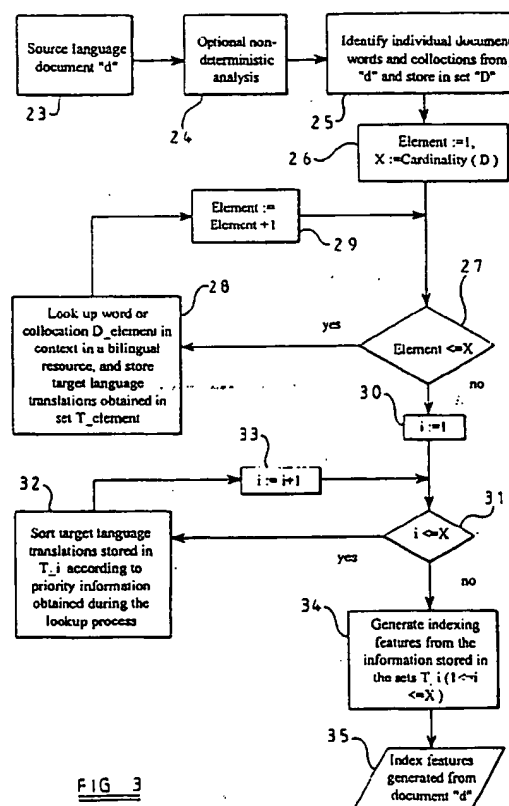 Source language
document "d"
23
Optional non-
deterministic
analysis
24
Identify individual document
words and collections from
"d" and store in set "D"
25
Element :=1,
X :=Cardinality ( D )
26
Element :=
Element +1
29
27
28
Look up word or
collocation D_element in
context in a bilingual
resource, and store
target language
translations obtained in
set T_element
yes
Element <=X
no
30
i :=1
33
i := i+1
32
Sort target language
translations stored in
T_i according to
priority information
obtained during the
lookup process
31
i <=X
yes
no
34
Generate indexing
features from the
information stored in
the sets T_i (1<=i
<=X )
35
Index features
generated from
document "d"
FIG 3